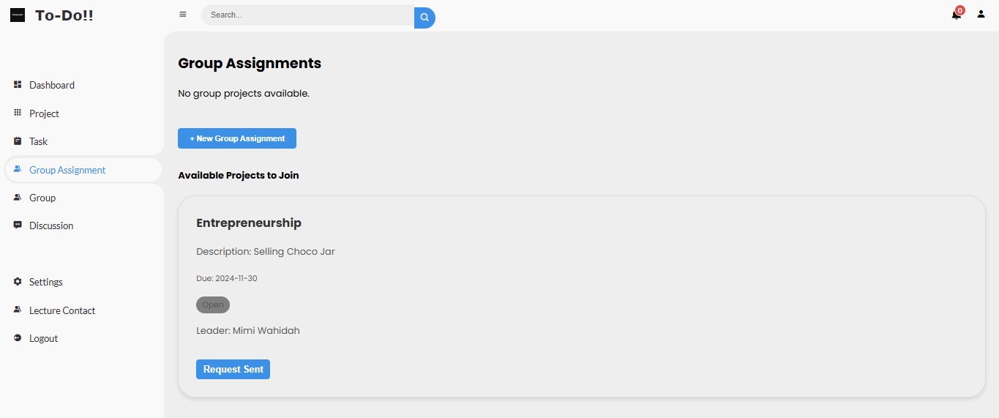 To-Do!!
Search...
0
Dashboard
Project
Task
Group Assignment
Group
Discussion
Settings
Lecture Contact
Logout
Group Assignments
No group projects available.
+ New Group Assignment
Available Projects to Join
Entrepreneurship
Description: Selling Choco Jar
Due: 2024-11-30
Open
Leader: Mimi Wahidah
Request Sent